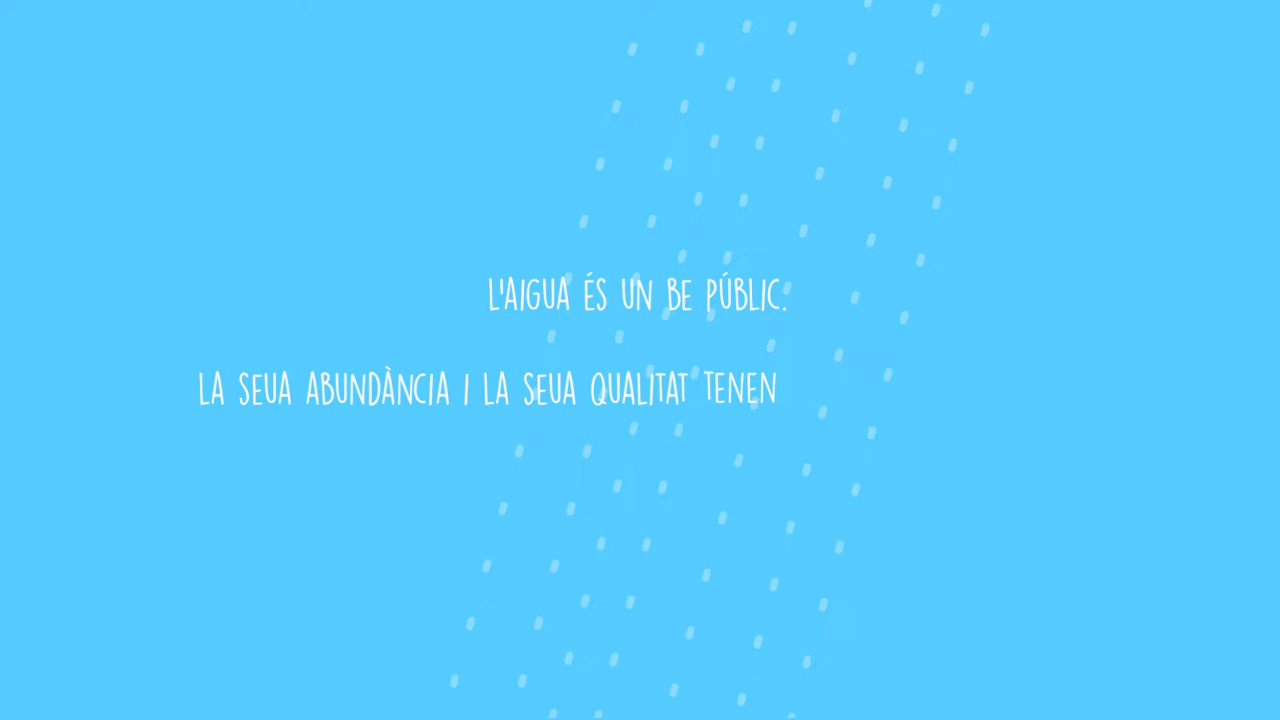 L'AIGUA ÉS UN BE PÚBLIC.
LA SEUA ABUNDÀNCIA I LA SEUA QUALITAT TENEN